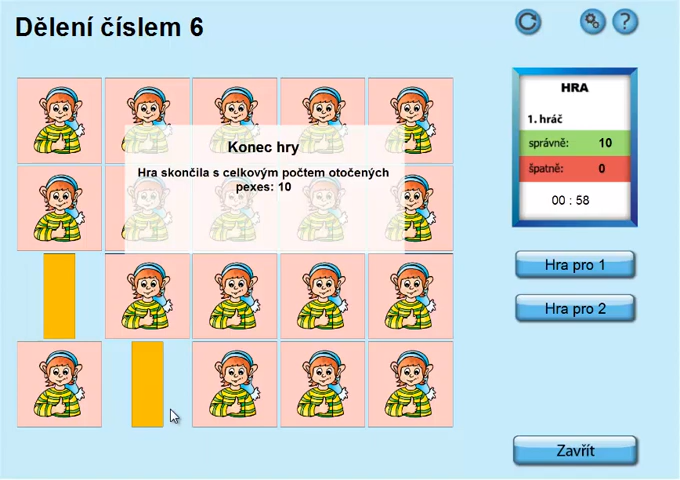 Dělení číslem 6
?
HRA
1. hráč
správně: 10
špatně: 0
00 : 58
Konec hry
Hra skončila s celkovým počtem otočených
pexes: 10
Hra pro 1
Hra pro 2
Zavřít